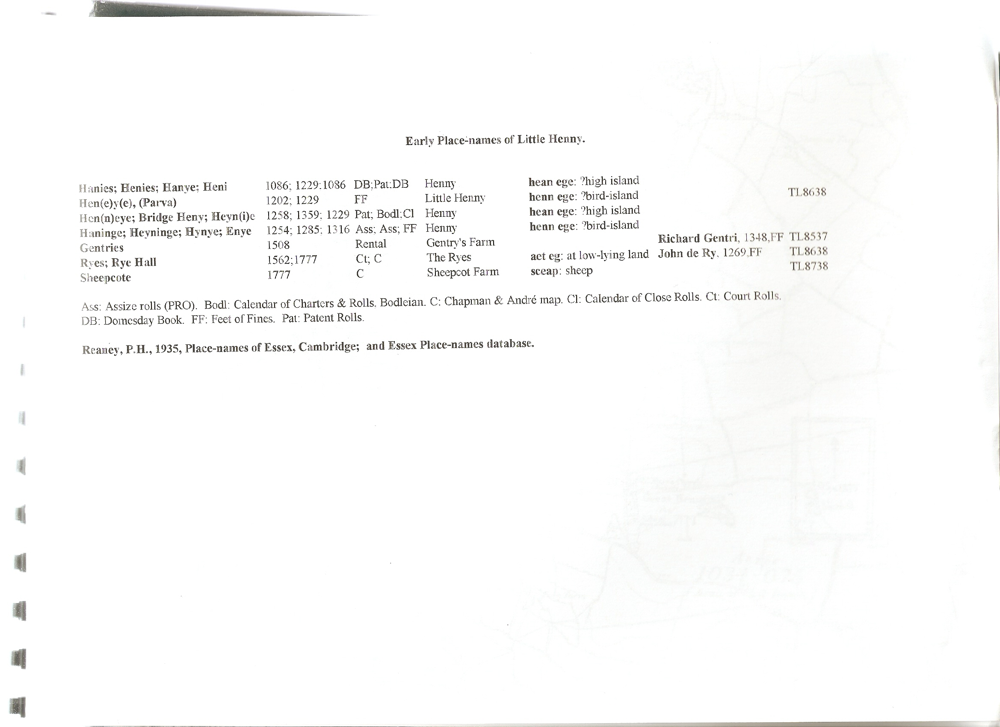 Early Place-names of Little Henny.
Hanies; Henies; Hanye; Heni 1086; 1229:1086 DB;Pat:DB Henny hean ege: ?high island
Hen(e)y(e), (Parva) 1202; 1229 FF Little Henny henn ege: ?bird-island TL8638
Hen(n)eye; Bridge Heny; Heyn(i)e 1258; 1359; 1229 Pat; Bodl;Cl Henny hean ege: ?high island
Haninge; Heyninge; Hynye; Enye 1254; 1285; 1316 Ass; Ass; FF Henny henn ege: ?bird-island
Gentries 1508 Rental Gentry's Farm Richard Gentri, 1348,FF TL8537
Ryes; Rye Hall 1562;1777 Ct; C The Ryes aet eg: at low-lying land John de Ry, 1269,FF TL8638
Sheepcote 1777 C Sheepcot Farm sceap: sheep TL8738
Ass: Assize rolls (PRO). Bodl: Calendar of Charters & Rolls. Bodleian. C: Chapman & André map. Cl: Calendar of Close Rolls. Ct: Court Rolls.
DB: Domesday Book. FF: Feet of Fines. Pat: Patent Rolls.
Reaney, P.H., 1935, Place-names of Essex, Cambridge; and Essex Place-names database.